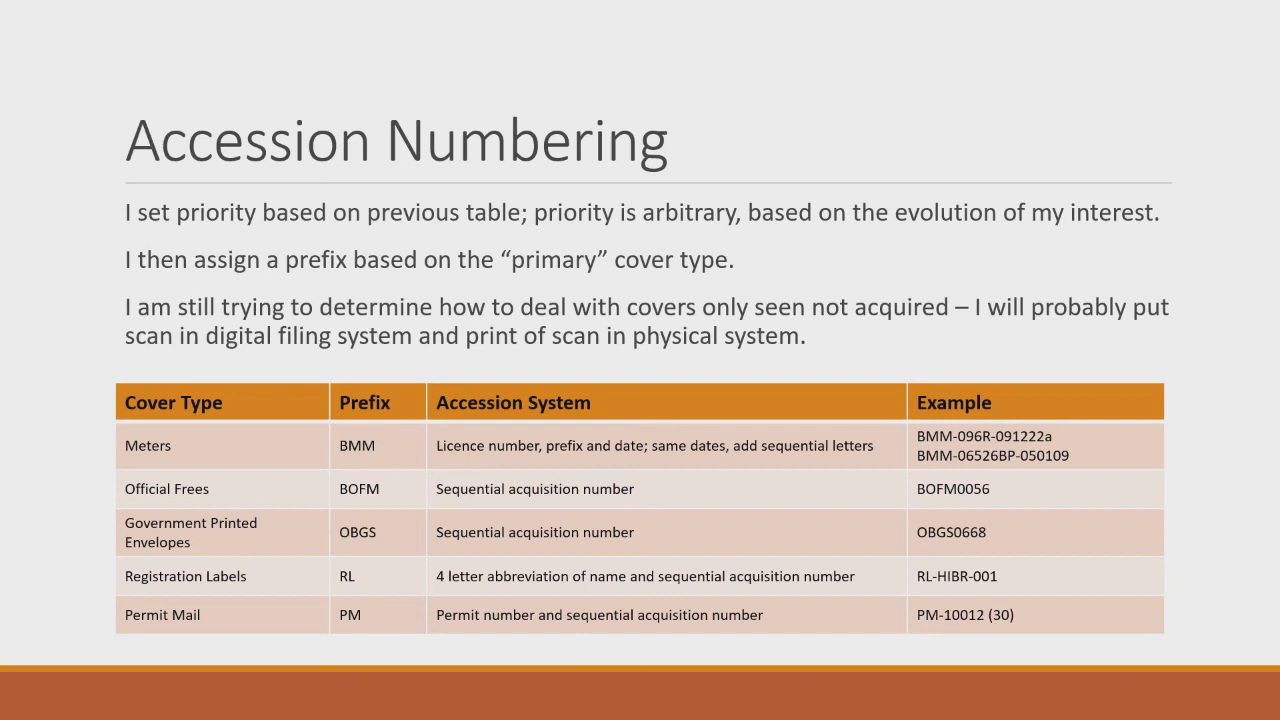 Accession Numbering
I set priority based on previous table; priority is arbitrary, based on the evolution of my interest.
I then assign a prefix based on the “primary” cover type.
I am still trying to determine how to deal with covers only seen not acquired – I will probably put
scan in digital filing system and print of scan in physical system.
Cover Type Prefix Accession System Example
Meters BMM Licence number, prefix and date; same dates, add sequential letters BMM-096R-091222a
BMM-06526BP-050109
Official Frees BOFM Sequential acquisition number BOFM0056
Government Printed
Envelopes OBGS Sequential acquisition number OBGS0668
Registration Labels RL 4 letter abbreviation of name and sequential acquisition number RL-HIBR-001
Permit Mail PM Permit number and sequential acquisition number PM-10012 (30)